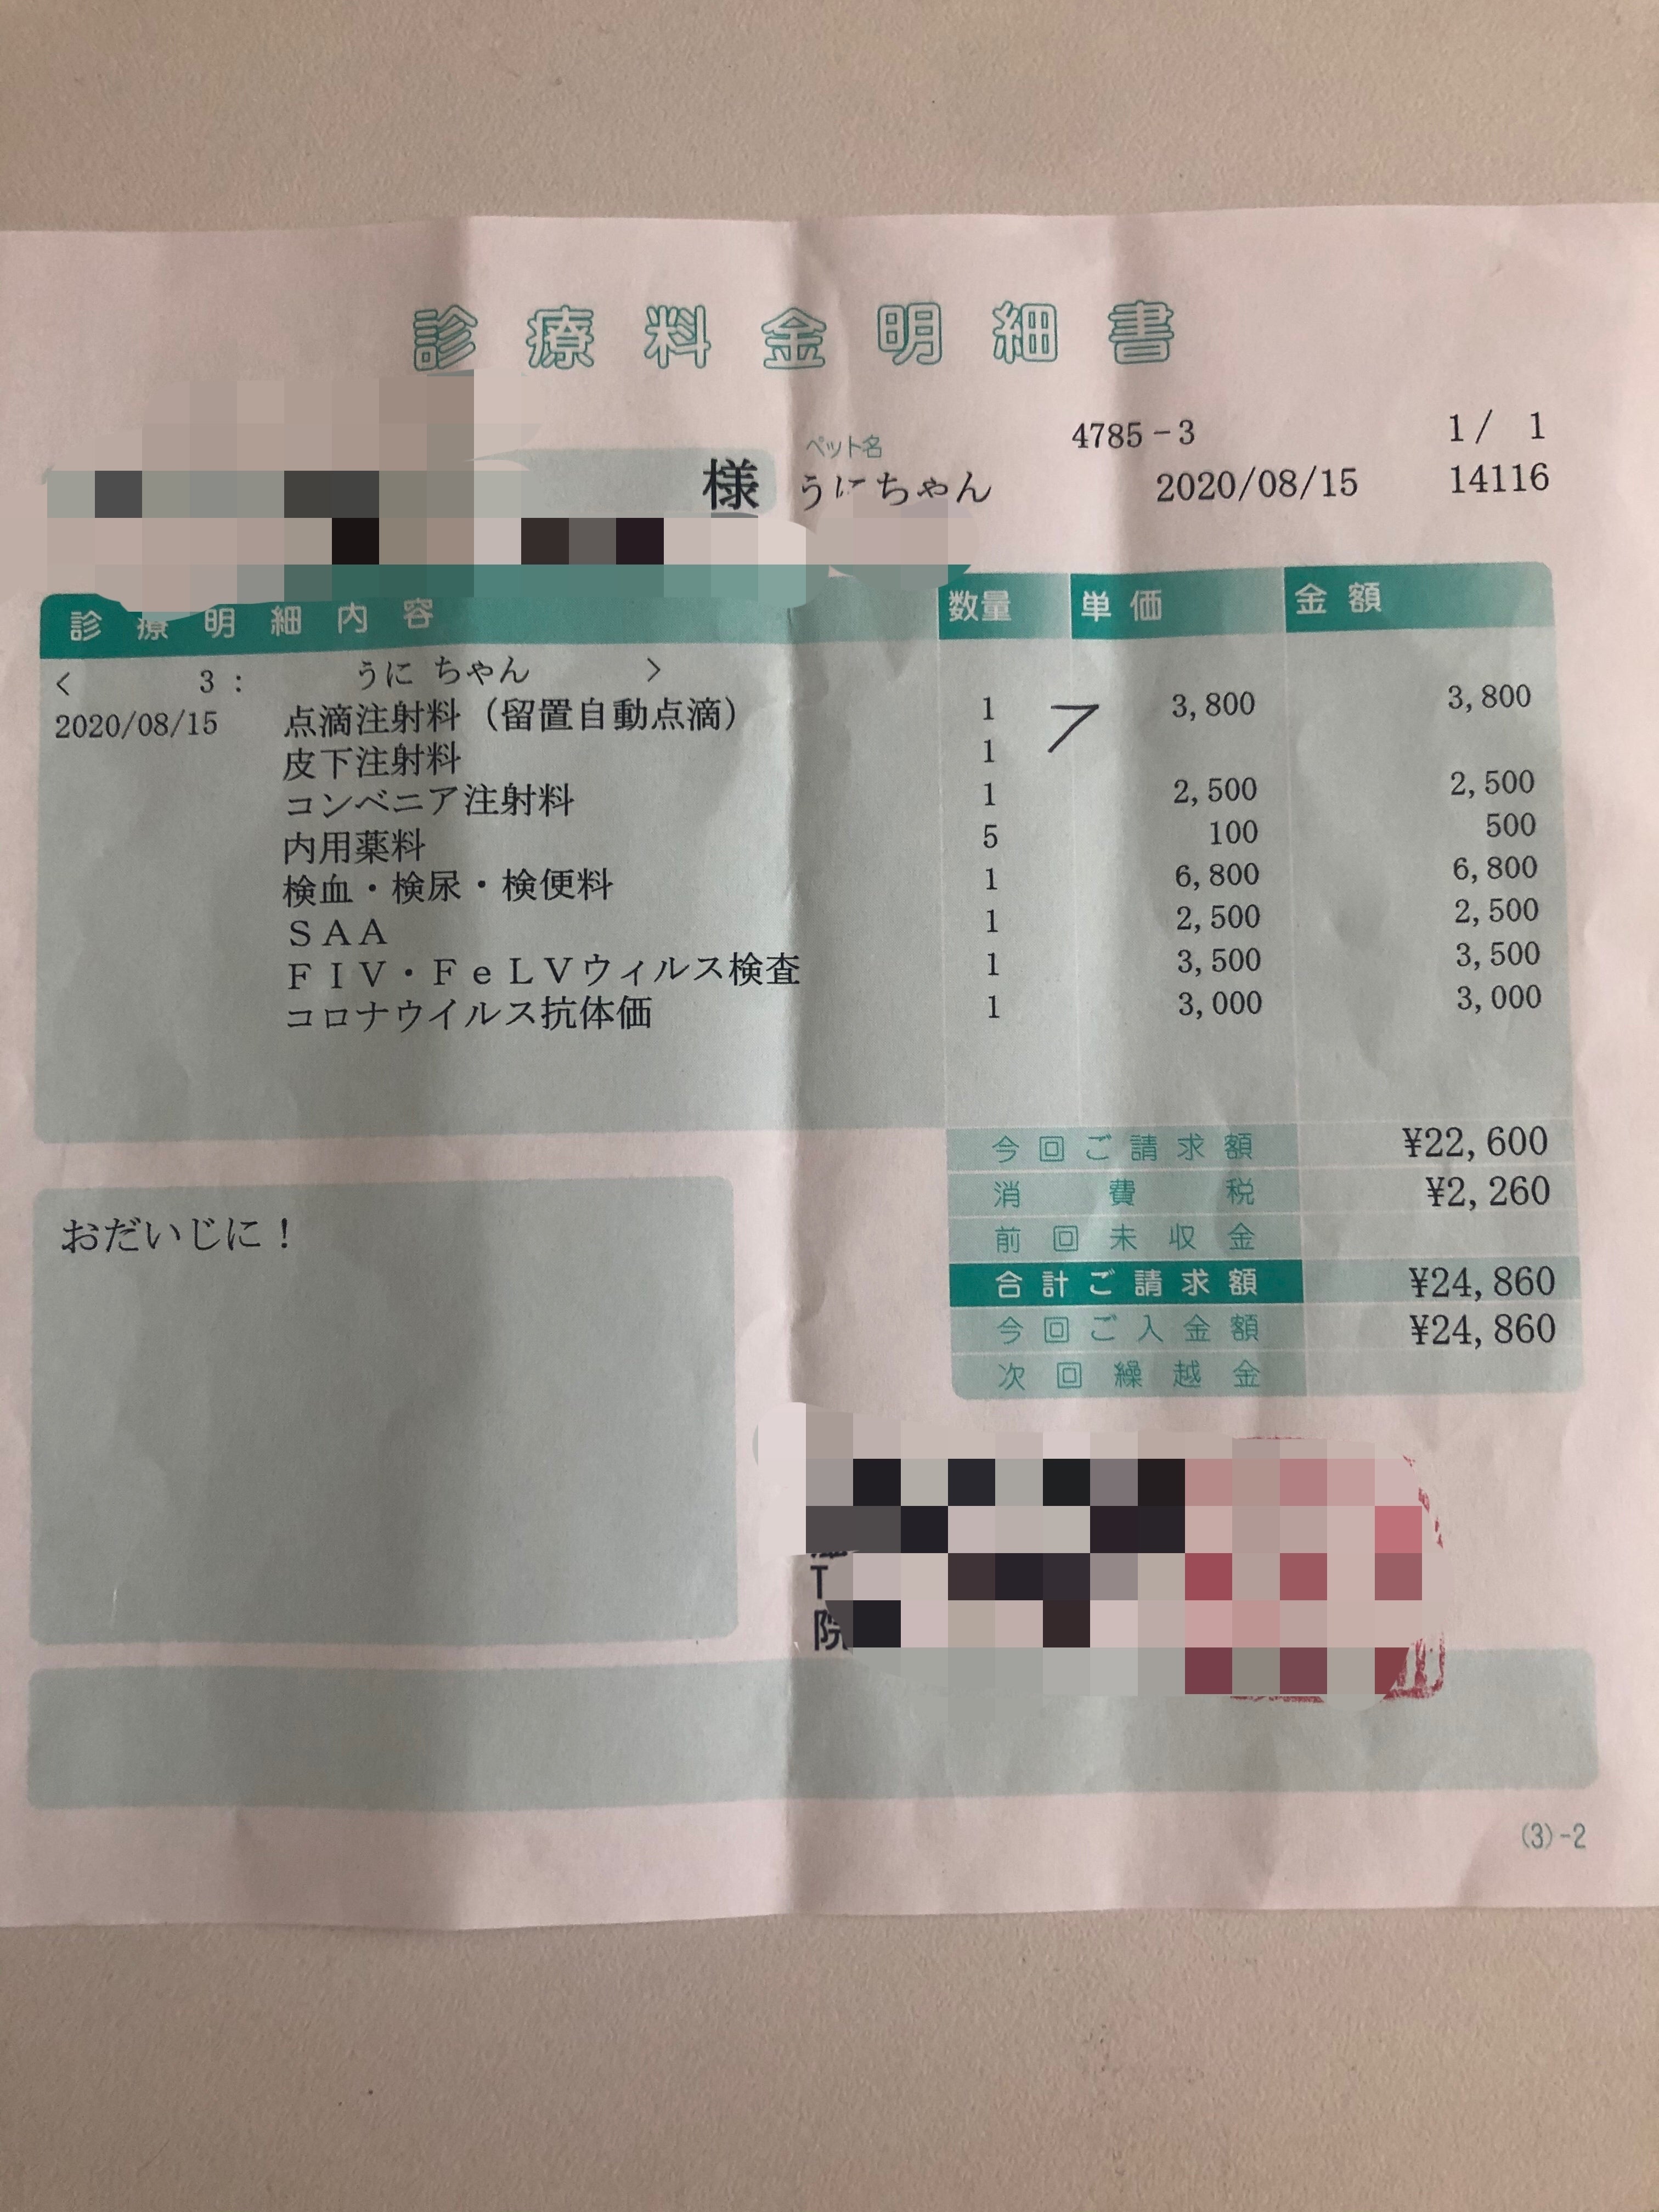 診療料金明細書
4785-3 1/ 1
ペット名
様 うにちゃん 2020/08/15 14116
診療明細内容 数量 単価 金額
< 3: うに ちゃん >
2020/08/15 点滴注射料（留置自動点滴） 1 3,800 3,800
皮下注射料 1
コンベニア注射料 1 2,500 2,500
内用薬料 5 100 500
検血・検尿・検便料 1 6,800 6,800
ＳＡＡ 1 2,500 2,500
ＦＩＶ・ＦｅＬＶウィルス検査 1 3,500 3,500
コロナウイルス抗体価 1 3,000 3,000
今回ご請求額 ¥22,600
消費税 ¥2,260
前回未収金
合計ご請求額 ¥24,860
今回ご入金額 ¥24,860
次回繰越金
おだいじに！
T
院
(3)-2